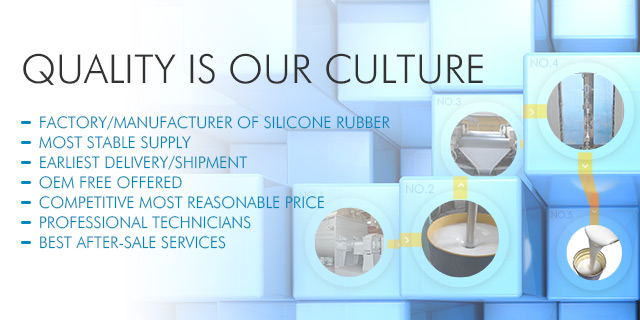 QUALITY IS OUR CULTURE
– FACTORY/MANUFACTURER OF SILICONE RUBBER
– MOST STABLE SUPPLY
– EARLIEST DELIVERY/SHIPMENT
– OEM FREE OFFERED
– COMPETITIVE MOST REASONABLE PRICE
– PROFESSIONAL TECHNICIANS
– BEST AFTER-SALE SERVICES
NO.4
NO.3
NO.2
NO.5